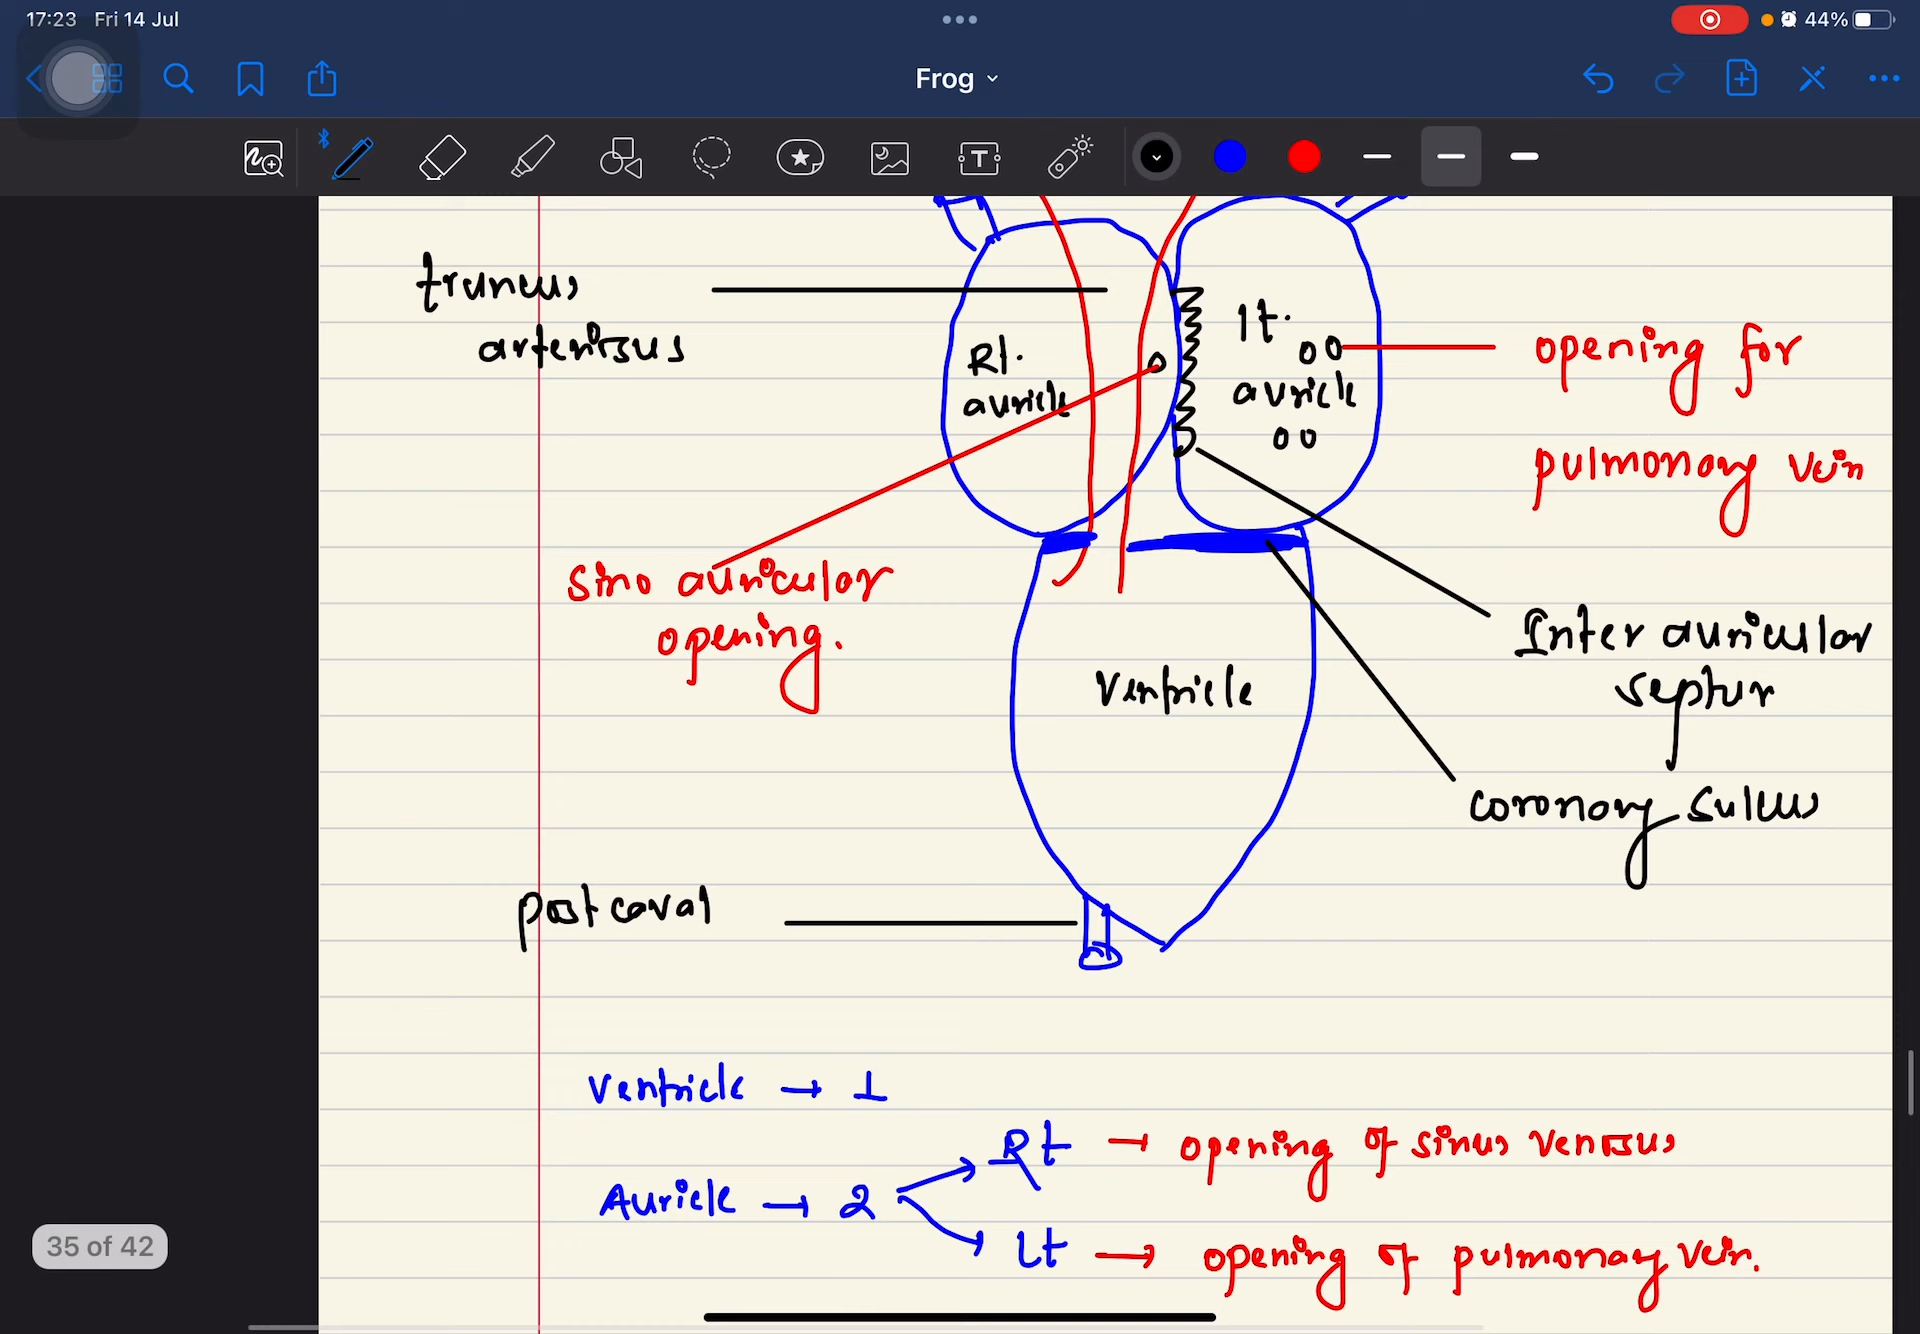 17:23 Fri 14 Jul
44%
Frog
T
truncus
arteriosus
Rt.
auricle
lt.
auricle
opening for
pulmonary vein
sino auricular
opening.
Inter auricular
septum
ventricle
coronary sulcus
post caval
ventricle → 1
Auricle → 2
Rt → opening of sinus venosus
Lt → opening of pulmonary vein.
35 of 42